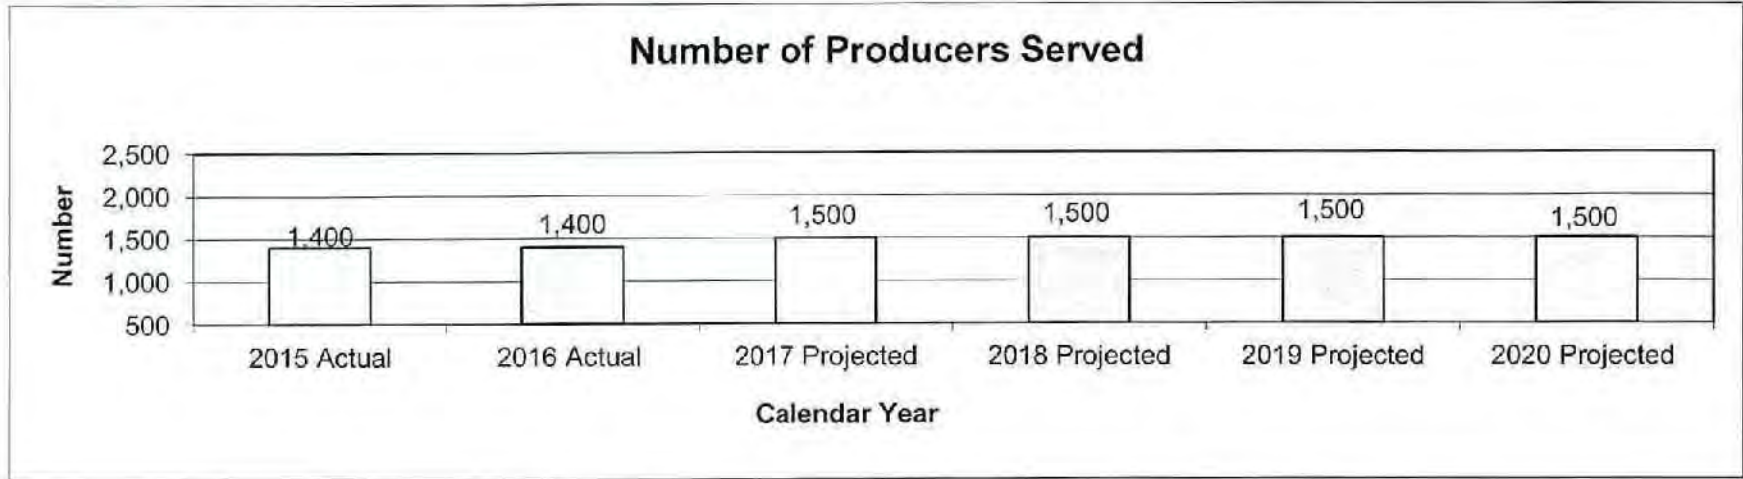 Number of Producers Served
2,500
2,000
1,500
1,000
500
Number
1,400
1,400
1,500
1,500
1,500
1,500
2015 Actual
2016 Actual
2017 Projected
2018 Projected
2019 Projected
2020 Projected
Calendar Year